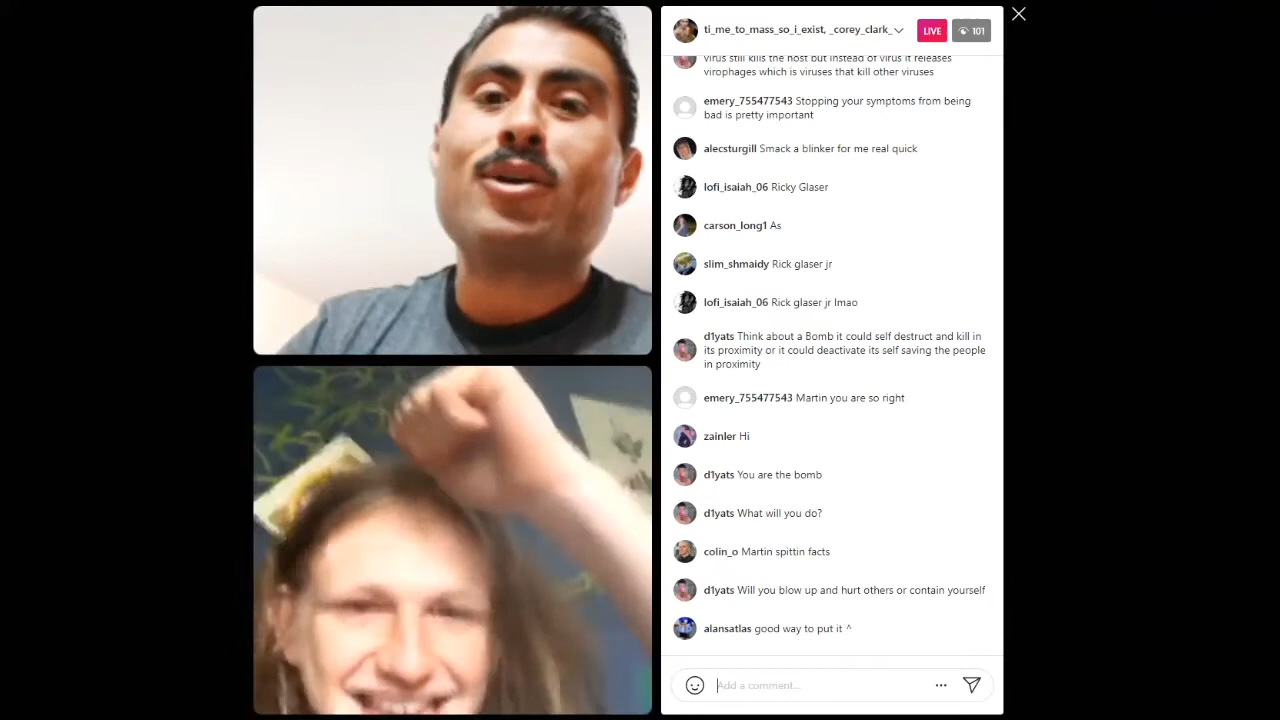 ti_me_to_mass_so_i_exist, _corey_clark_
LIVE
101
virus still kills the host but instead of virus it releases
virophages which is viruses that kill other viruses
emery_755477543 Stopping your symptoms from being
bad is pretty important
alecsturgill Smack a blinker for me real quick
lofi_isaiah_06 Ricky Glaser
carson_long1 As
slim_shmaidy Rick glaser jr
lofi_isaiah_06 Rick glaser jr lmao
d1yats Think about a Bomb it could self destruct and kill in
its proximity or it could deactivate its self saving the people
in proximity
emery_755477543 Martin you are so right
zainler Hi
d1yats You are the bomb
d1yats What will you do?
colin_o Martin spittin facts
d1yats Will you blow up and hurt others or contain yourself
alansatlas good way to put it ^
Add a comment...